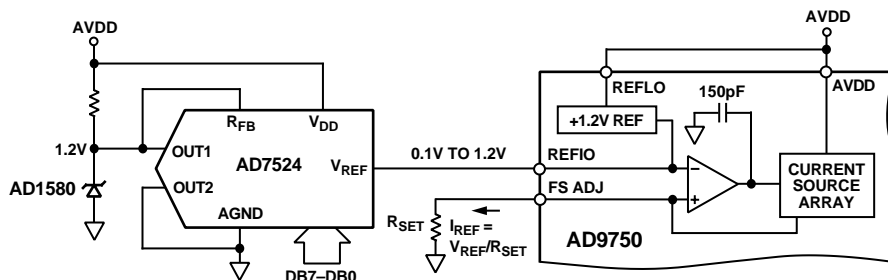 AVDD
1.2V
AD1580
RFB
VDD
OUT1
AD7524
VREF
OUT2
AGND
DB7–DB0
0.1V TO 1.2V
RSET
IREF =
VREF/RSET
AVDD
REFLO
150pF
AVDD
+1.2V REF
REFIO
FS ADJ
–
+
CURRENT
SOURCE
ARRAY
AD9750